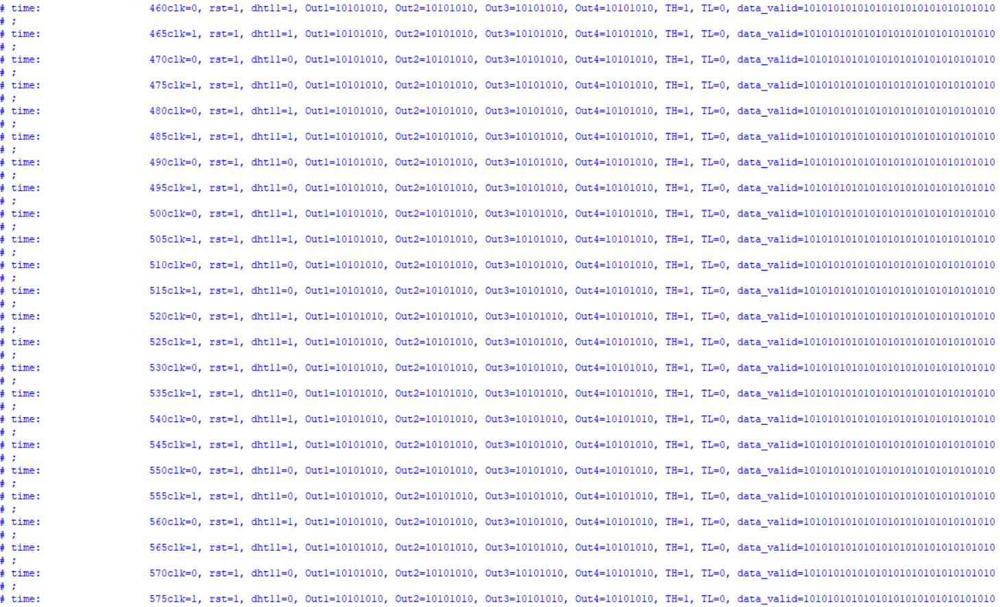 # time:                  460clk=0, rst=1, dht11=1, Out1=10101010, Out2=10101010, Out3=10101010, Out4=10101010, TH=1, TL=0, data_valid=10101010101010101010101010101010
# ;
# time:                  465clk=1, rst=1, dht11=1, Out1=10101010, Out2=10101010, Out3=10101010, Out4=10101010, TH=1, TL=0, data_valid=10101010101010101010101010101010
# ;
# time:                  470clk=0, rst=1, dht11=0, Out1=10101010, Out2=10101010, Out3=10101010, Out4=10101010, TH=1, TL=0, data_valid=10101010101010101010101010101010
# ;
# time:                  475clk=1, rst=1, dht11=0, Out1=10101010, Out2=10101010, Out3=10101010, Out4=10101010, TH=1, TL=0, data_valid=10101010101010101010101010101010
# ;
# time:                  480clk=0, rst=1, dht11=1, Out1=10101010, Out2=10101010, Out3=10101010, Out4=10101010, TH=1, TL=0, data_valid=10101010101010101010101010101010
# ;
# time:                  485clk=1, rst=1, dht11=1, Out1=10101010, Out2=10101010, Out3=10101010, Out4=10101010, TH=1, TL=0, data_valid=10101010101010101010101010101010
# ;
# time:                  490clk=0, rst=1, dht11=0, Out1=10101010, Out2=10101010, Out3=10101010, Out4=10101010, TH=1, TL=0, data_valid=10101010101010101010101010101010
# ;
# time:                  495clk=1, rst=1, dht11=0, Out1=10101010, Out2=10101010, Out3=10101010, Out4=10101010, TH=1, TL=0, data_valid=10101010101010101010101010101010
# ;
# time:                  500clk=0, rst=1, dht11=1, Out1=10101010, Out2=10101010, Out3=10101010, Out4=10101010, TH=1, TL=0, data_valid=10101010101010101010101010101010
# ;
# time:                  505clk=1, rst=1, dht11=1, Out1=10101010, Out2=10101010, Out3=10101010, Out4=10101010, TH=1, TL=0, data_valid=10101010101010101010101010101010
# ;
# time:                  510clk=0, rst=1, dht11=0, Out1=10101010, Out2=10101010, Out3=10101010, Out4=10101010, TH=1, TL=0, data_valid=10101010101010101010101010101010
# ;
# time:                  515clk=1, rst=1, dht11=0, Out1=10101010, Out2=10101010, Out3=10101010, Out4=10101010, TH=1, TL=0, data_valid=10101010101010101010101010101010
# ;
# time:                  520clk=0, rst=1, dht11=1, Out1=10101010, Out2=10101010, Out3=10101010, Out4=10101010, TH=1, TL=0, data_valid=10101010101010101010101010101010
# ;
# time:                  525clk=1, rst=1, dht11=1, Out1=10101010, Out2=10101010, Out3=10101010, Out4=10101010, TH=1, TL=0, data_valid=10101010101010101010101010101010
# ;
# time:                  530clk=0, rst=1, dht11=0, Out1=10101010, Out2=10101010, Out3=10101010, Out4=10101010, TH=1, TL=0, data_valid=10101010101010101010101010101010
# ;
# time:                  535clk=1, rst=1, dht11=0, Out1=10101010, Out2=10101010, Out3=10101010, Out4=10101010, TH=1, TL=0, data_valid=10101010101010101010101010101010
# ;
# time:                  540clk=0, rst=1, dht11=1, Out1=10101010, Out2=10101010, Out3=10101010, Out4=10101010, TH=1, TL=0, data_valid=10101010101010101010101010101010
# ;
# time:                  545clk=1, rst=1, dht11=1, Out1=10101010, Out2=10101010, Out3=10101010, Out4=10101010, TH=1, TL=0, data_valid=10101010101010101010101010101010
# ;
# time:                  550clk=0, rst=1, dht11=0, Out1=10101010, Out2=10101010, Out3=10101010, Out4=10101010, TH=1, TL=0, data_valid=10101010101010101010101010101010
# ;
# time:                  555clk=1, rst=1, dht11=0, Out1=10101010, Out2=10101010, Out3=10101010, Out4=10101010, TH=1, TL=0, data_valid=10101010101010101010101010101010
# ;
# time:                  560clk=0, rst=1, dht11=1, Out1=10101010, Out2=10101010, Out3=10101010, Out4=10101010, TH=1, TL=0, data_valid=10101010101010101010101010101010
# ;
# time:                  565clk=1, rst=1, dht11=1, Out1=10101010, Out2=10101010, Out3=10101010, Out4=10101010, TH=1, TL=0, data_valid=10101010101010101010101010101010
# ;
# time:                  570clk=0, rst=1, dht11=0, Out1=10101010, Out2=10101010, Out3=10101010, Out4=10101010, TH=1, TL=0, data_valid=10101010101010101010101010101010
# ;
# time:                  575clk=1, rst=1, dht11=0, Out1=10101010, Out2=10101010, Out3=10101010, Out4=10101010, TH=1, TL=0, data_valid=10101010101010101010101010101010